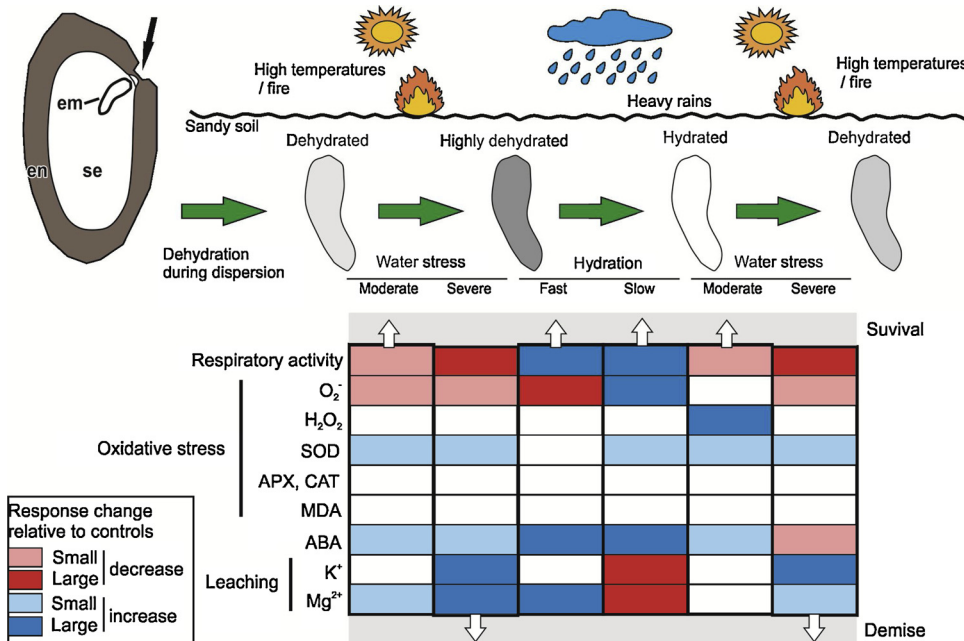 High temperatures
/ fire
Heavy rains
High temperatures
/ fire
em
en
se
Sandy soil
Dehydrated
Highly dehydrated
Hydrated
Dehydrated
Dehydration
during dispersion
Water stress
Hydration
Water stress
Moderate
Severe
Fast
Slow
Moderate
Severe
Suvival
Respiratory activity
O₂⁻
H₂O₂
Oxidative stress
SOD
APX, CAT
MDA
ABA
Leaching
K⁺
Mg²⁺
Demise
Response change
relative to controls
Small
Large
decrease
Small
Large
increase